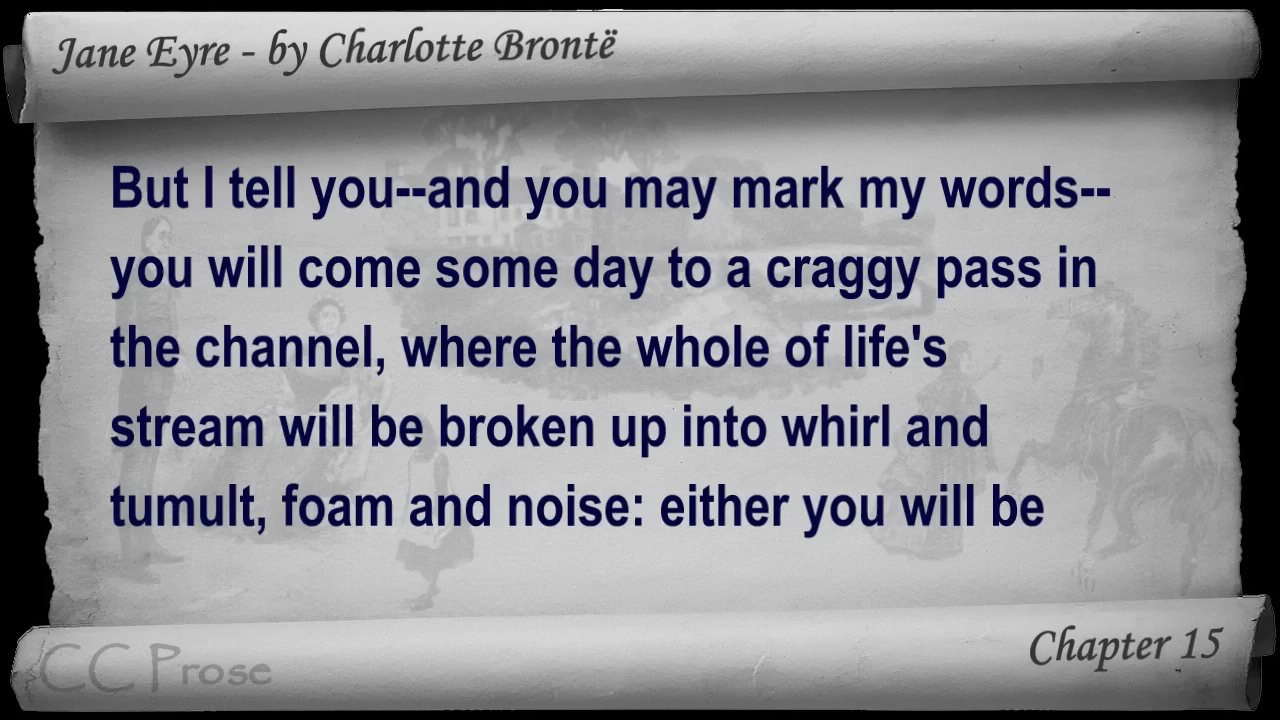 Jane Eyre - by Charlotte Brontë
But I tell you--and you may mark my words--
you will come some day to a craggy pass in
the channel, where the whole of life's
stream will be broken up into whirl and
tumult, foam and noise: either you will be
CC Prose
Chapter 15